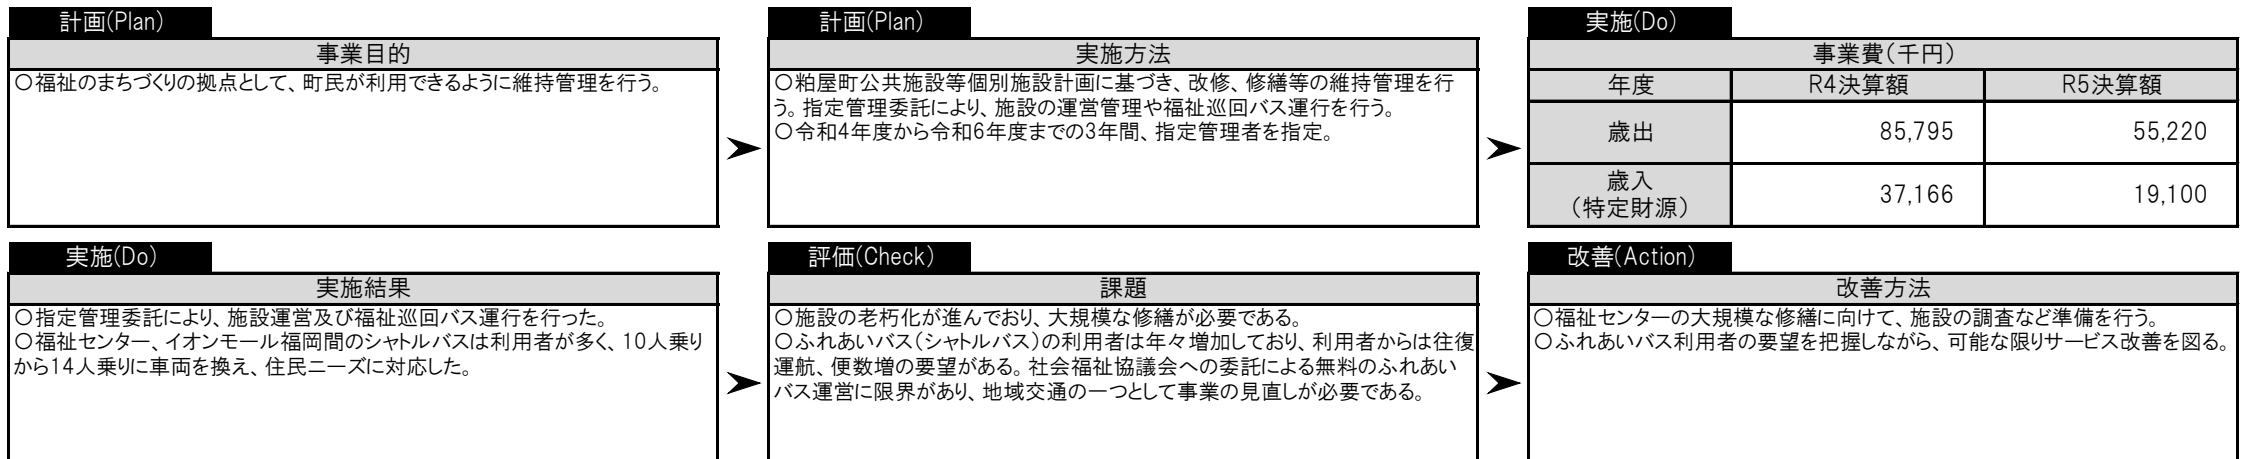 計画(Plan)
事業目的
○福祉のまちづくりの拠点として、町民が利用できるように維持管理を行う。
計画(Plan)
実施方法
○粕屋町公共施設等個別施設計画に基づき、改修、修繕等の維持管理を行
う。指定管理委託により、施設の運営管理や福祉巡回バス運行を行う。
○令和4年度から令和6年度までの3年間、指定管理者を指定。
実施(Do)
事業費(千円)
年度 R4決算額 R5決算額
歳出 85,795 55,220
歳入
(特定財源) 37,166 19,100
実施(Do)
実施結果
○指定管理委託により、施設運営及び福祉巡回バス運行を行った。
○福祉センター、イオンモール福岡間のシャトルバスは利用者が多く、10人乗り
から14人乗りに車両を換え、住民ニーズに対応した。
評価(Check)
課題
○施設の老朽化が進んでおり、大規模な修繕が必要である。
○ふれあいバス(シャトルバス)の利用者は年々増加しており、利用者からは往復
運航、便数増の要望がある。社会福祉協議会への委託による無料のふれあい
バス運営に限界があり、地域交通の一つとして事業の見直しが必要である。
改善(Action)
改善方法
○福祉センターの大規模な修繕に向けて、施設の調査など準備を行う。
○ふれあいバス利用者の要望を把握しながら、可能な限りサービス改善を図る。